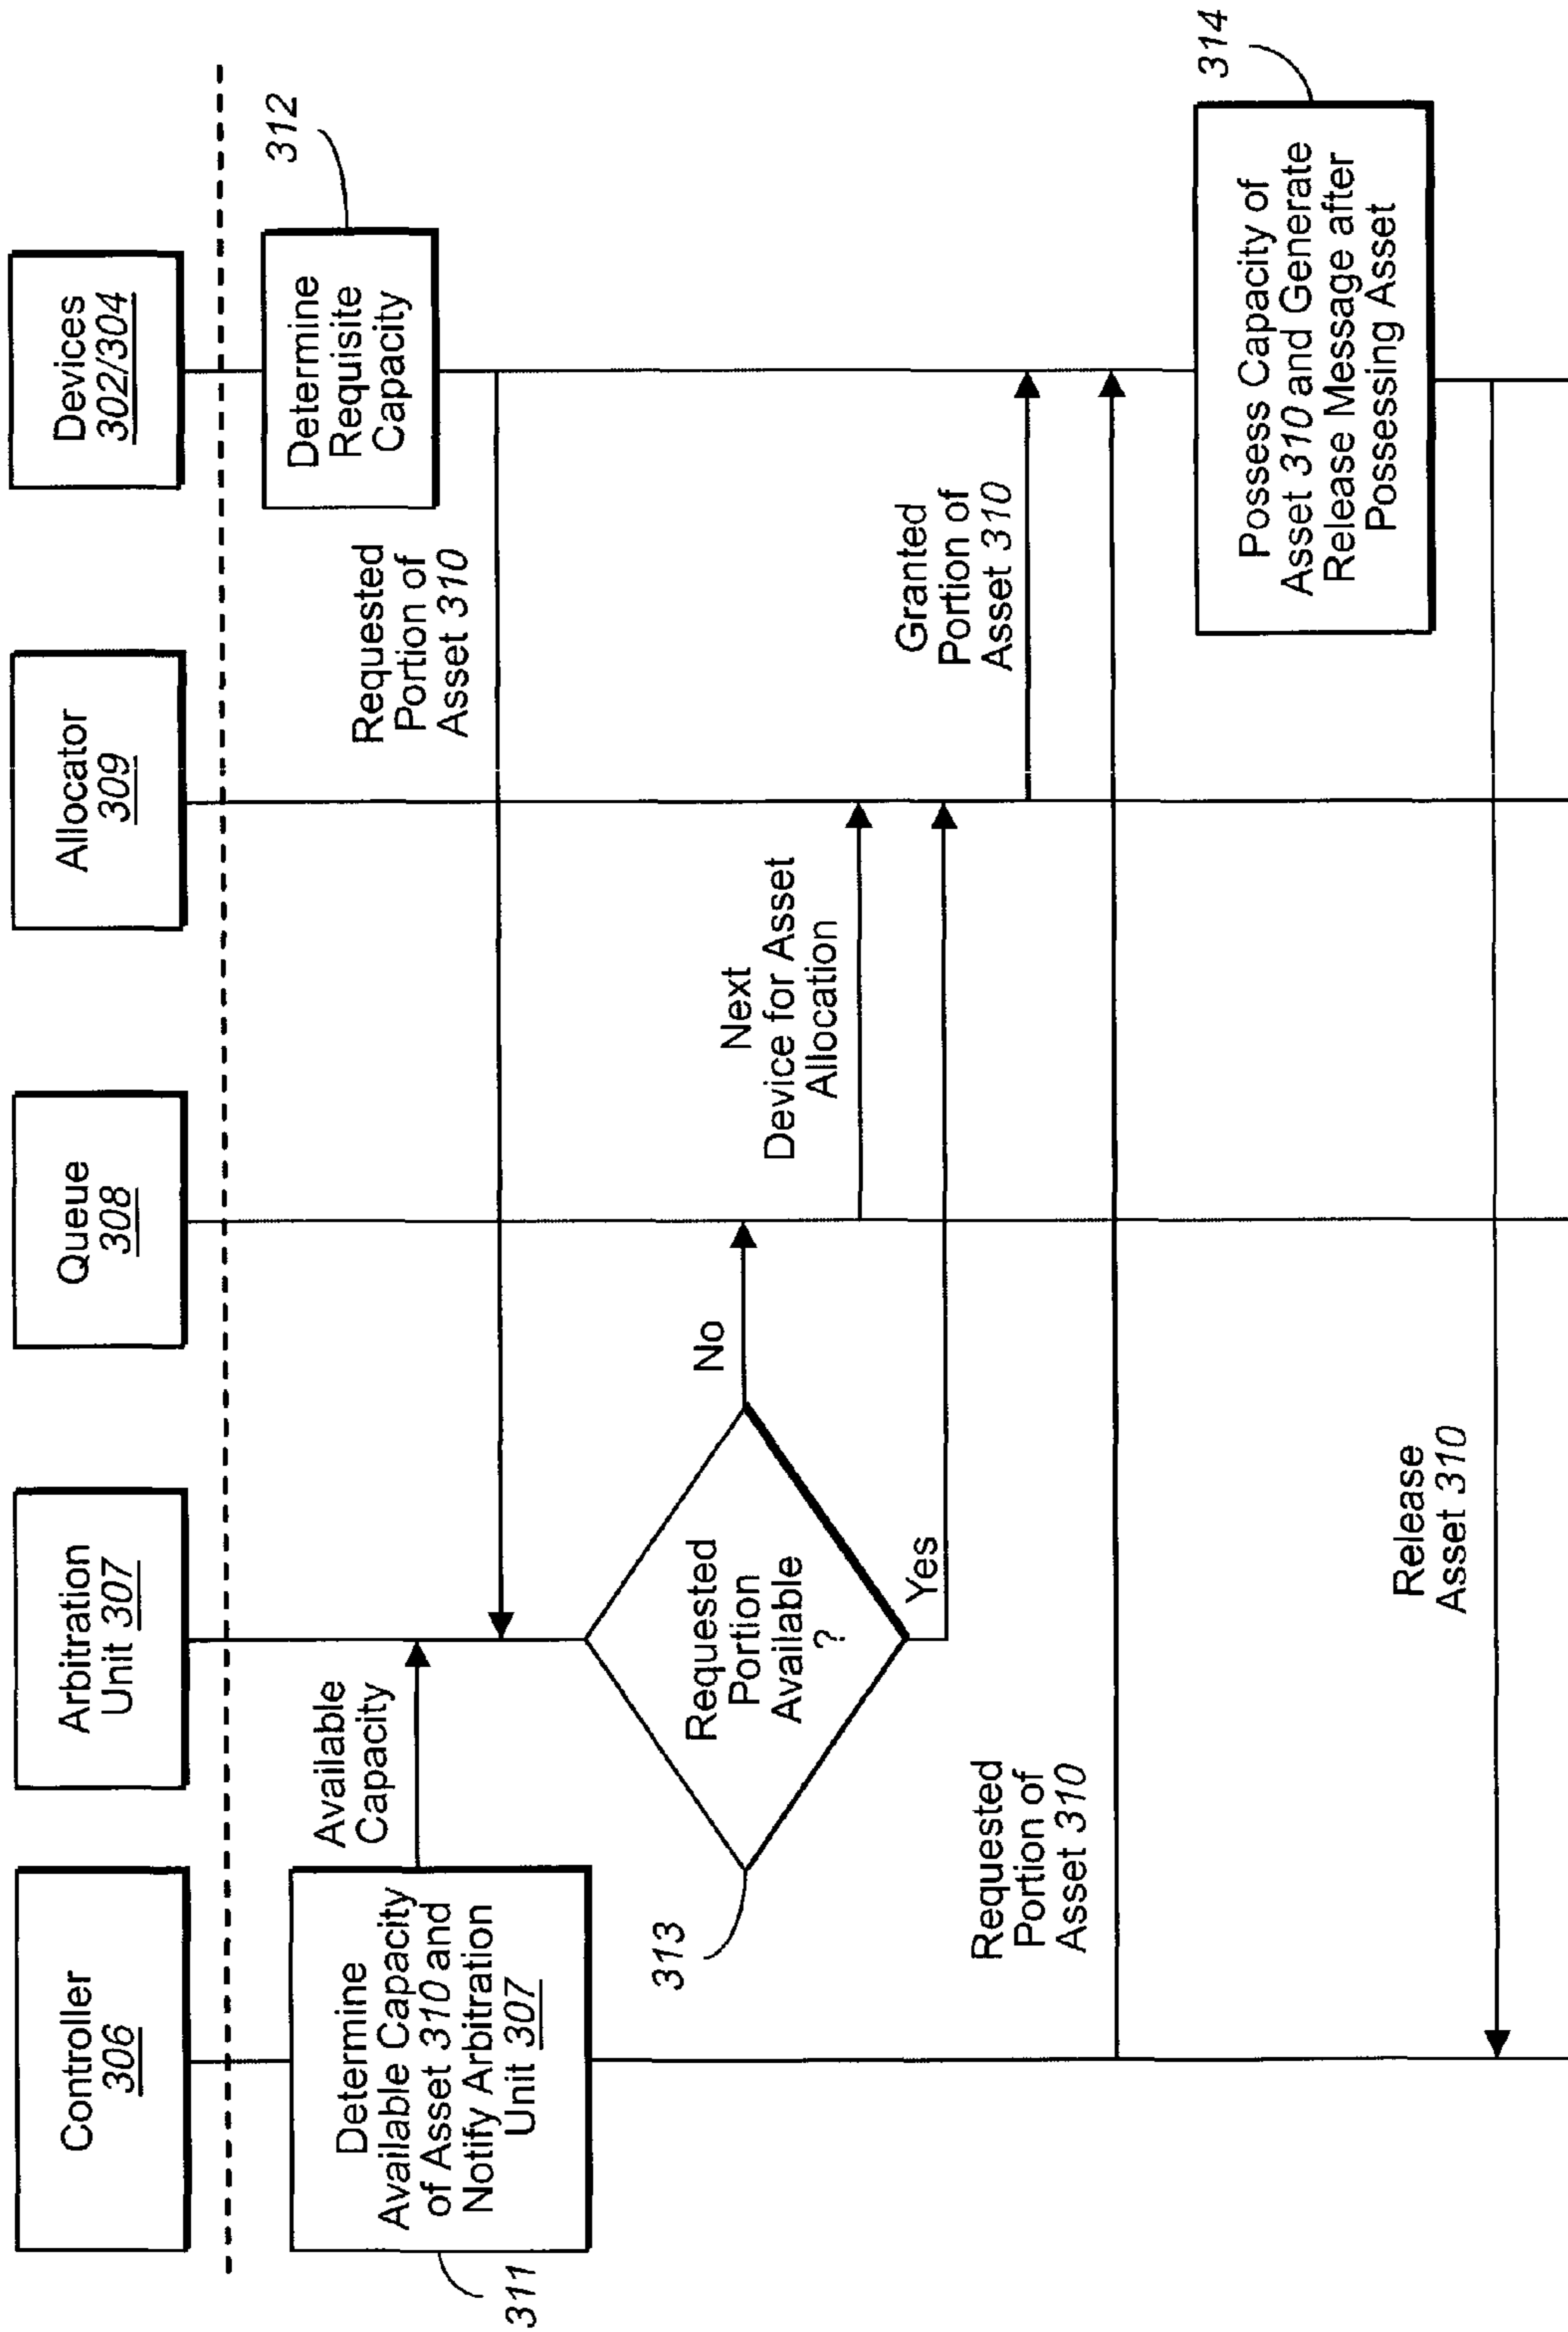 Controller
306
Arbitration
Unit 307
Queue
308
Allocator
309
Devices
302/304
Determine
Available Capacity
of Asset 310 and
Notify Arbitration
Unit 307
311
Available
Capacity
Determine
Requisite
Capacity
312
Requested
Portion of
Asset 310
Requested
Portion
Available
?
313
No
Yes
Next
Device for Asset
Allocation
Granted
Portion of
Asset 310
Requested
Portion of
Asset 310
Possess Capacity of
Asset 310 and Generate
Release Message after
Possessing Asset
314
Release
Asset 310